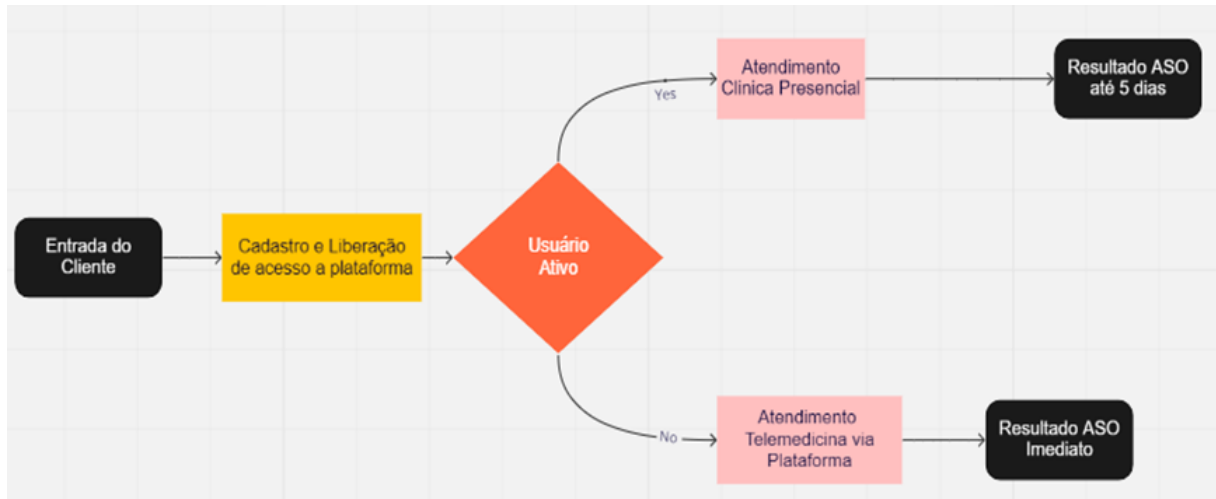 Entrada do
Cliente
Cadastro e Liberação
de acesso a plataforma
Usuário
Ativo
Yes
Atendimento
Clinica Presencial
Resultado ASO
até 5 dias
No
Atendimento
Telemedicina via
Plataforma
Resultado ASO
Imediato